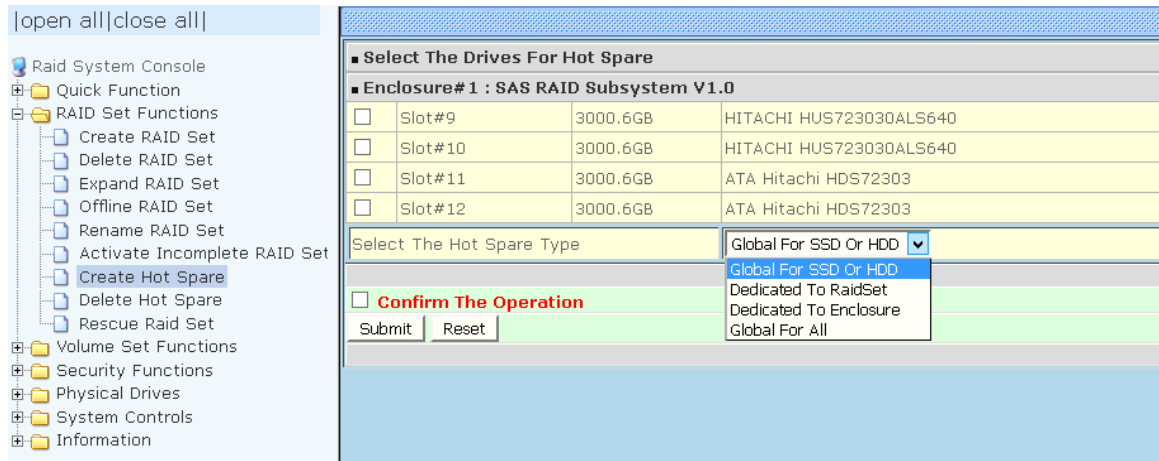 |open all|close all|
Raid System Console
Quick Function
RAID Set Functions
Create RAID Set
Delete RAID Set
Expand RAID Set
Offline RAID Set
Rename RAID Set
Activate Incomplete RAID Set
Create Hot Spare
Delete Hot Spare
Rescue Raid Set
Volume Set Functions
Security Functions
Physical Drives
System Controls
Information
Select The Drives For Hot Spare
Enclosure#1 : SAS RAID Subsystem V1.0
Slot#9 3000.6GB HITACHI HUS723030ALS640
Slot#10 3000.6GB HITACHI HUS723030ALS640
Slot#11 3000.6GB ATA Hitachi HDS72303
Slot#12 3000.6GB ATA Hitachi HDS72303
Select The Hot Spare Type Global For SSD Or HDD
Global For SSD Or HDD
Dedicated To RaidSet
Dedicated To Enclosure
Global For All
Confirm The Operation
Submit Reset